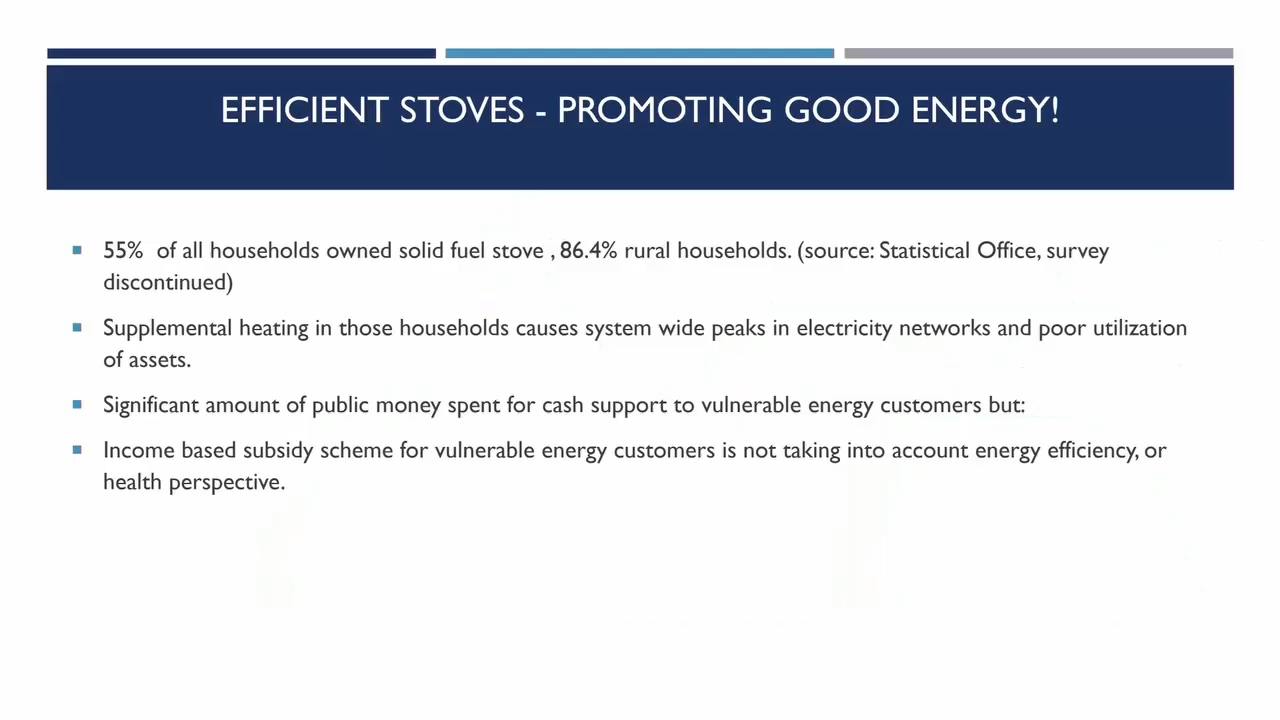 EFFICIENT STOVES - PROMOTING GOOD ENERGY!
55%  of all households owned solid fuel stove , 86.4% rural households. (source: Statistical Office, survey
discontinued)
Supplemental heating in those households causes system wide peaks in electricity networks and poor utilization
of assets.
Significant amount of public money spent for cash support to vulnerable energy customers but:
Income based subsidy scheme for vulnerable energy customers is not taking into account energy efficiency, or
health perspective.